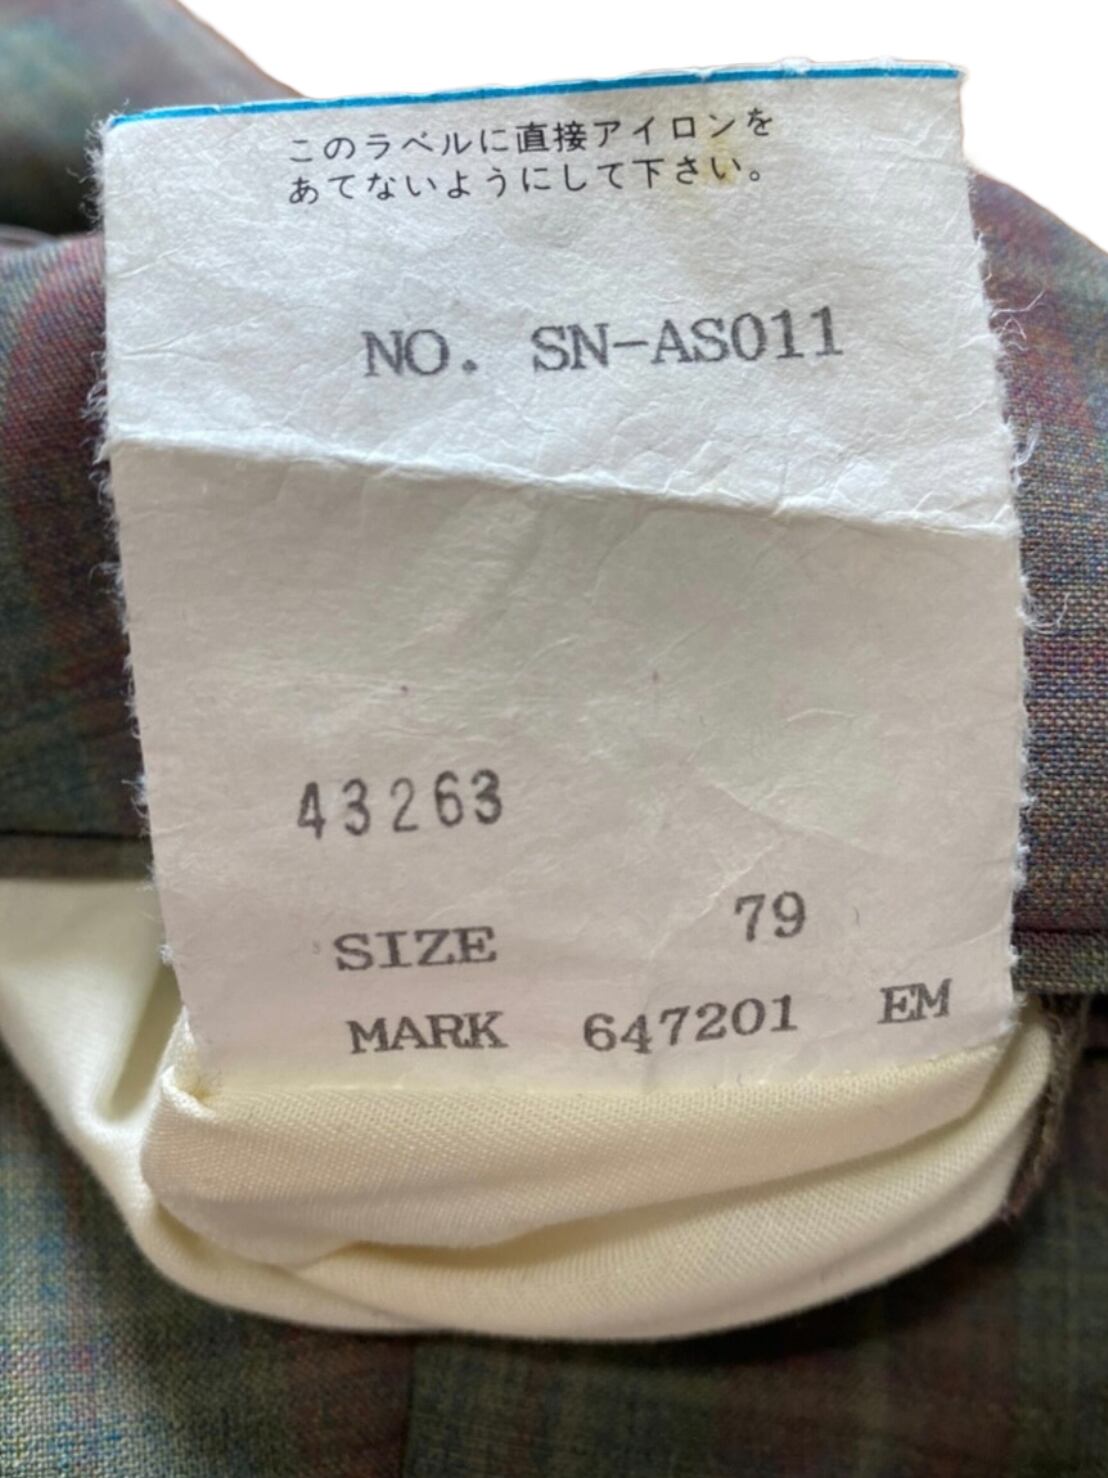 このラベルに直接アイロンを
あてないようにして下さい。
NO. SN-AS011
43263
SIZE 79
MARK 647201 EM